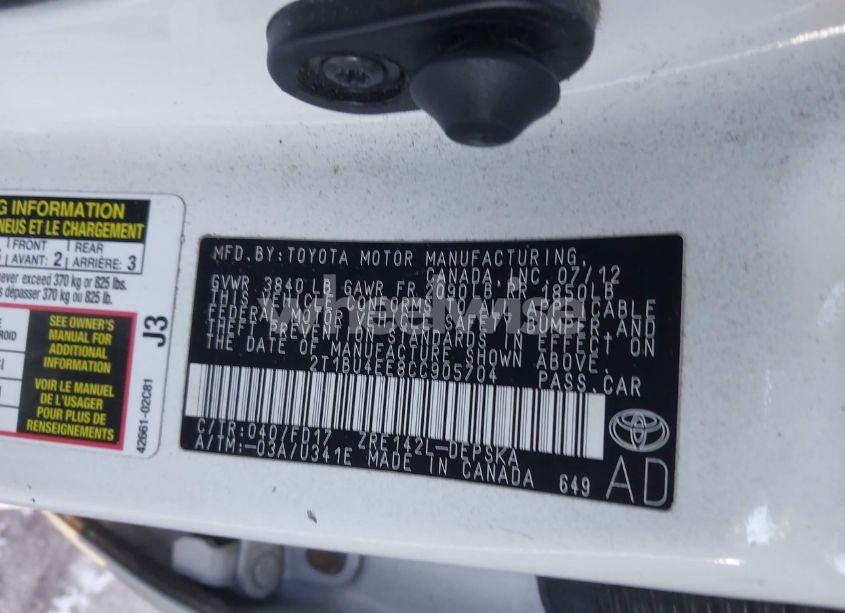 G INFORMATION
NEUS ET LE CHARGEMENT
FRONT REAR
AVANT: 2 ARRIÈRE: 3
never exceed 370 kg or 825 lbs.
dépasser 370 kg ou 825 lb.
SEE OWNER'S
MANUAL FOR
ADDITIONAL
INFORMATION
VOIR LE MANUEL
DE L'USAGER
POUR PLUS DE
RENSEIGNEMENTS
J3
42661-02C81
MFD. BY: TOYOTA MOTOR MANUFACTURING,
CANADA, INC. 07/12
GVWR 3840 LB GAWR FR 2090LB RR 1850LB
THIS VEHICLE CONFORMS TO ALL APPLICABLE
FEDERAL MOTOR VEHICLE SAFETY, BUMPER, AND
THEFT PREVENTION STANDARDS IN EFFECT ON
THE DATE OF MANUFACTURE SHOWN ABOVE.
2T1BU4EE8CC905704 PASS. CAR
C/TR: 040/FD17 ZRE142L-DEPSKA
A/TM: -03A/U341E MADE IN CANADA 649
AD
wheelwise